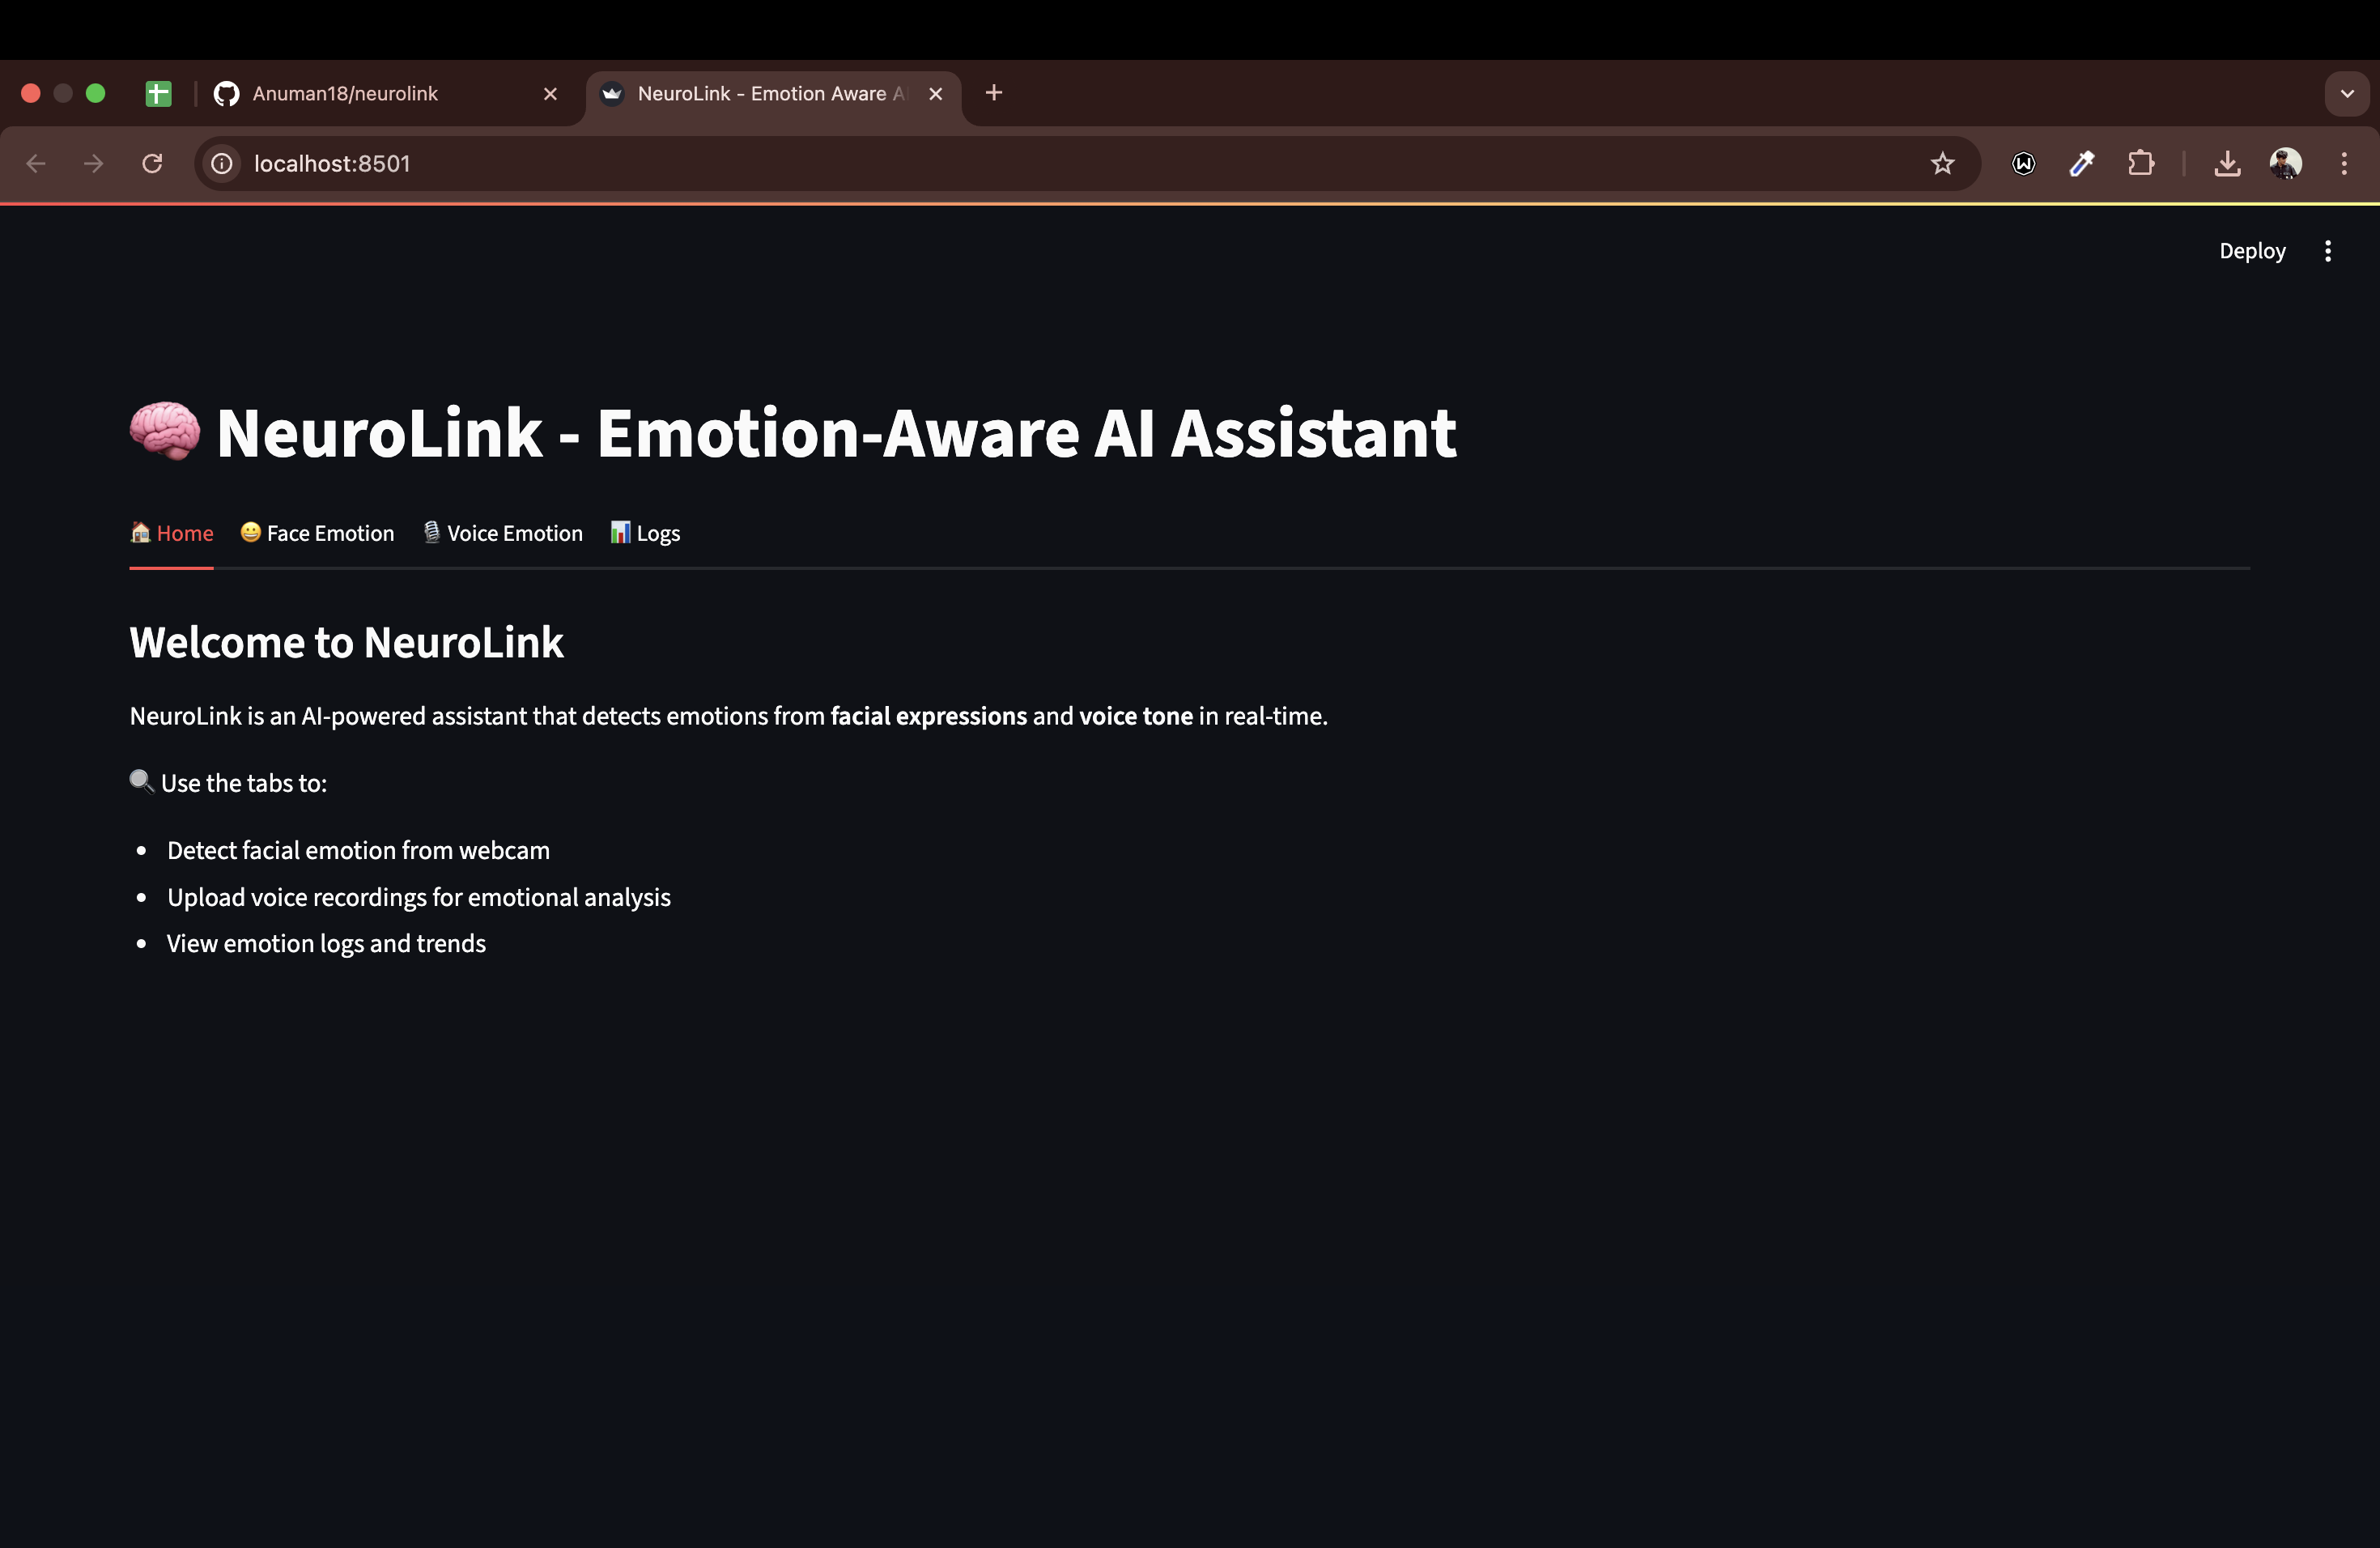 Anuman18/neurolink
NeuroLink - Emotion Aware A
localhost:8501
Deploy
🧠 NeuroLink - Emotion-Aware AI Assistant
🏠 Home 😀 Face Emotion 🎙️ Voice Emotion 📊 Logs
Welcome to NeuroLink
NeuroLink is an AI-powered assistant that detects emotions from facial expressions and voice tone in real-time.
🔍 Use the tabs to:
• Detect facial emotion from webcam
• Upload voice recordings for emotional analysis
• View emotion logs and trends